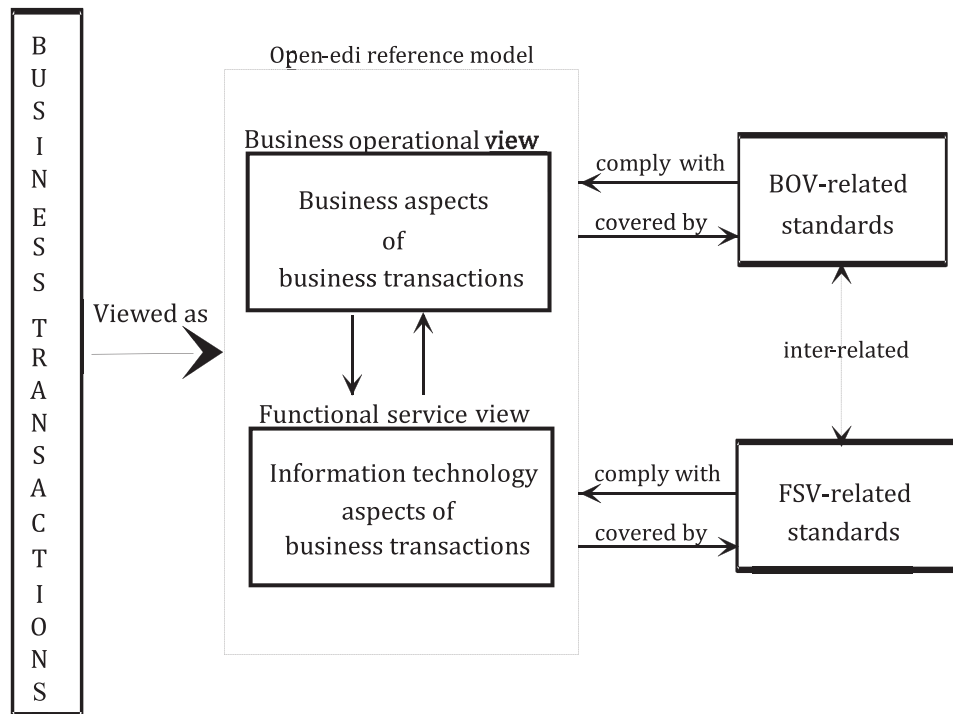 BUSINESS TRANSACTIONS
Viewed as
Open-edi reference model
Business operational view
Business aspects
of
business transactions
Functional service view
Information technology
aspects of
business transactions
comply with
covered by
BOV-related
standards
inter-related
comply with
covered by
FSV-related
standards